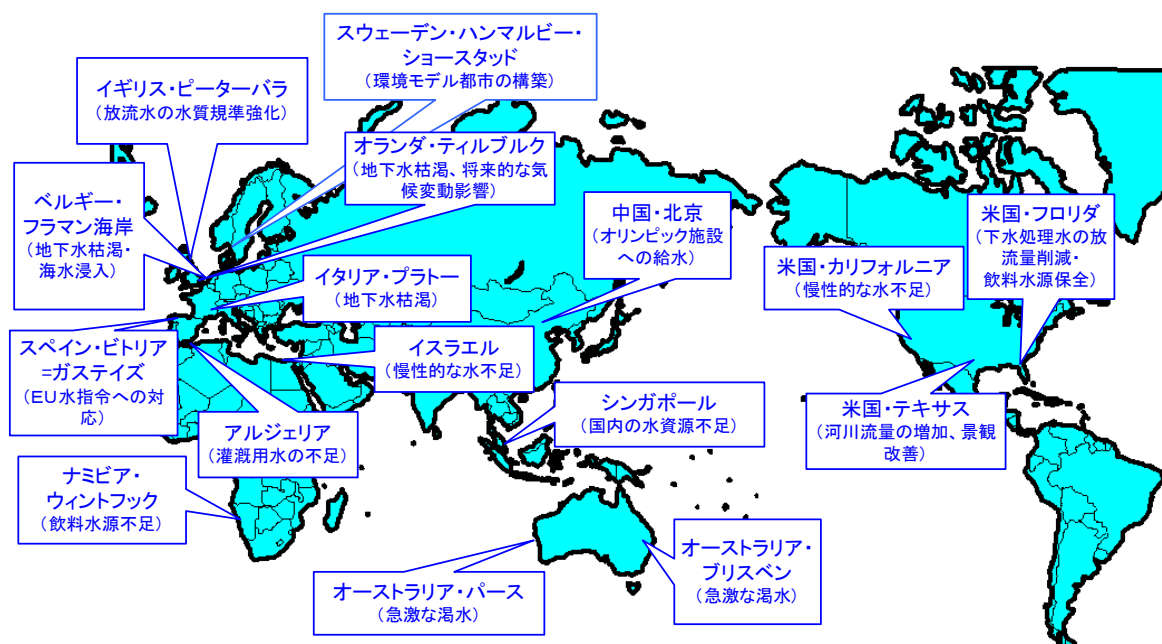 スウェーデン・ハンマルビー・
ショースタッド
（環境モデル都市の構築）
イギリス・ピーターバラ
（放流水の水質規準強化）
オランダ・ティルブルク
（地下水枯渇、将来的な気
候変動影響）
ベルギー・
フラマン海岸
（地下水枯渇・
海水浸入）
中国・北京
（オリンピック施設
への給水）
米国・フロリダ
（下水処理水の放
流量削減・
飲料水源保全）
米国・カリフォルニア
（慢性的な水不足）
イタリア・プラトー
（地下水枯渇）
スペイン・ビトリア
=ガステイズ
（ＥＵ水指令への対
応）
イスラエル
（慢性的な水不足）
シンガポール
（国内の水資源不足）
米国・テキサス
（河川流量の増加、景観
改善）
アルジェリア
（灌漑用水の不足）
ナミビア・
ウィントフック
（飲料水源不足）
オーストラリア・
ブリスベン
（急激な渇水）
オーストラリア・パース
（急激な渇水）